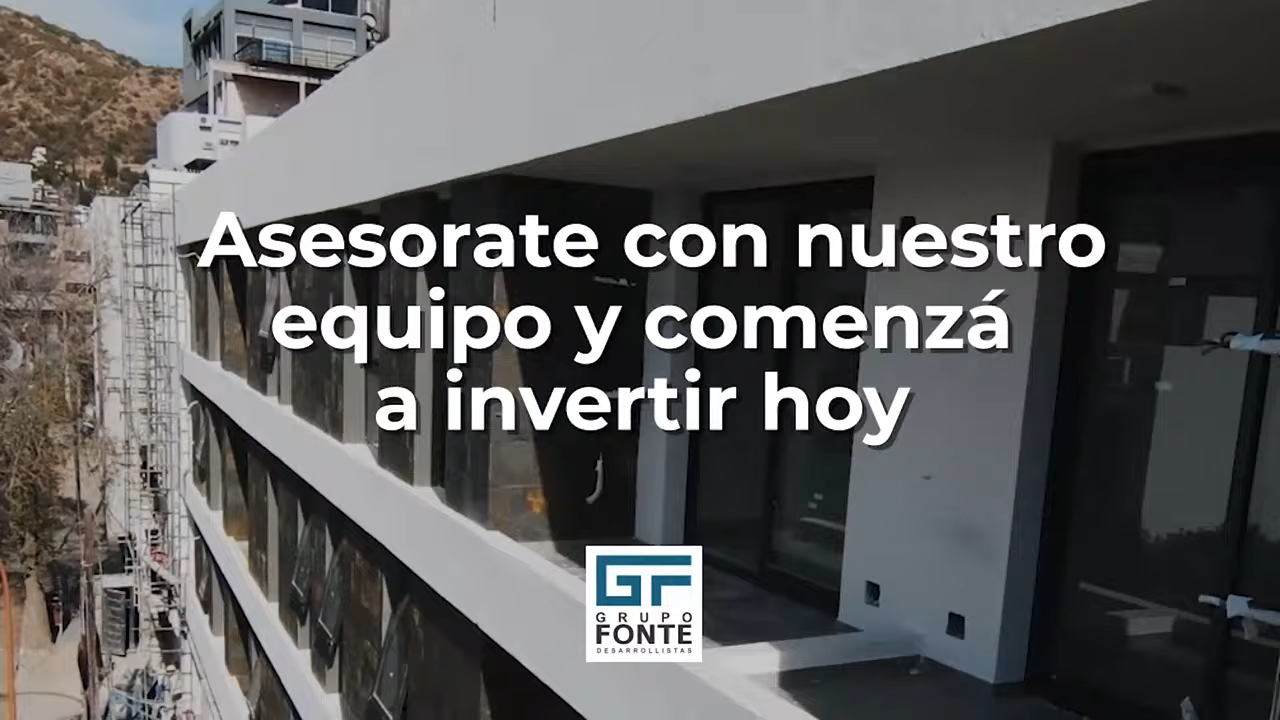 Asesorate con nuestro
equipo y comenzá
a invertir hoy
GF
GRUPO
FONTE
DESARROLLISTAS